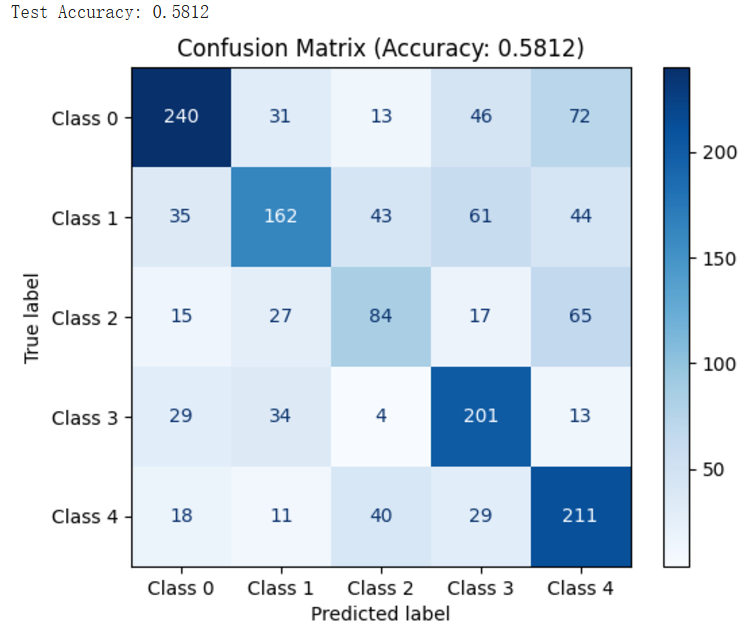 Test Accuracy: 0.5812
Confusion Matrix (Accuracy: 0.5812)
Class 0 240 31 13 46 72
200
Class 1 35 162 43 61 44
150
True label
Class 2 15 27 84 17 65
100
Class 3 29 34 4 201 13
50
Class 4 18 11 40 29 211
Class 0 Class 1 Class 2 Class 3 Class 4
Predicted label